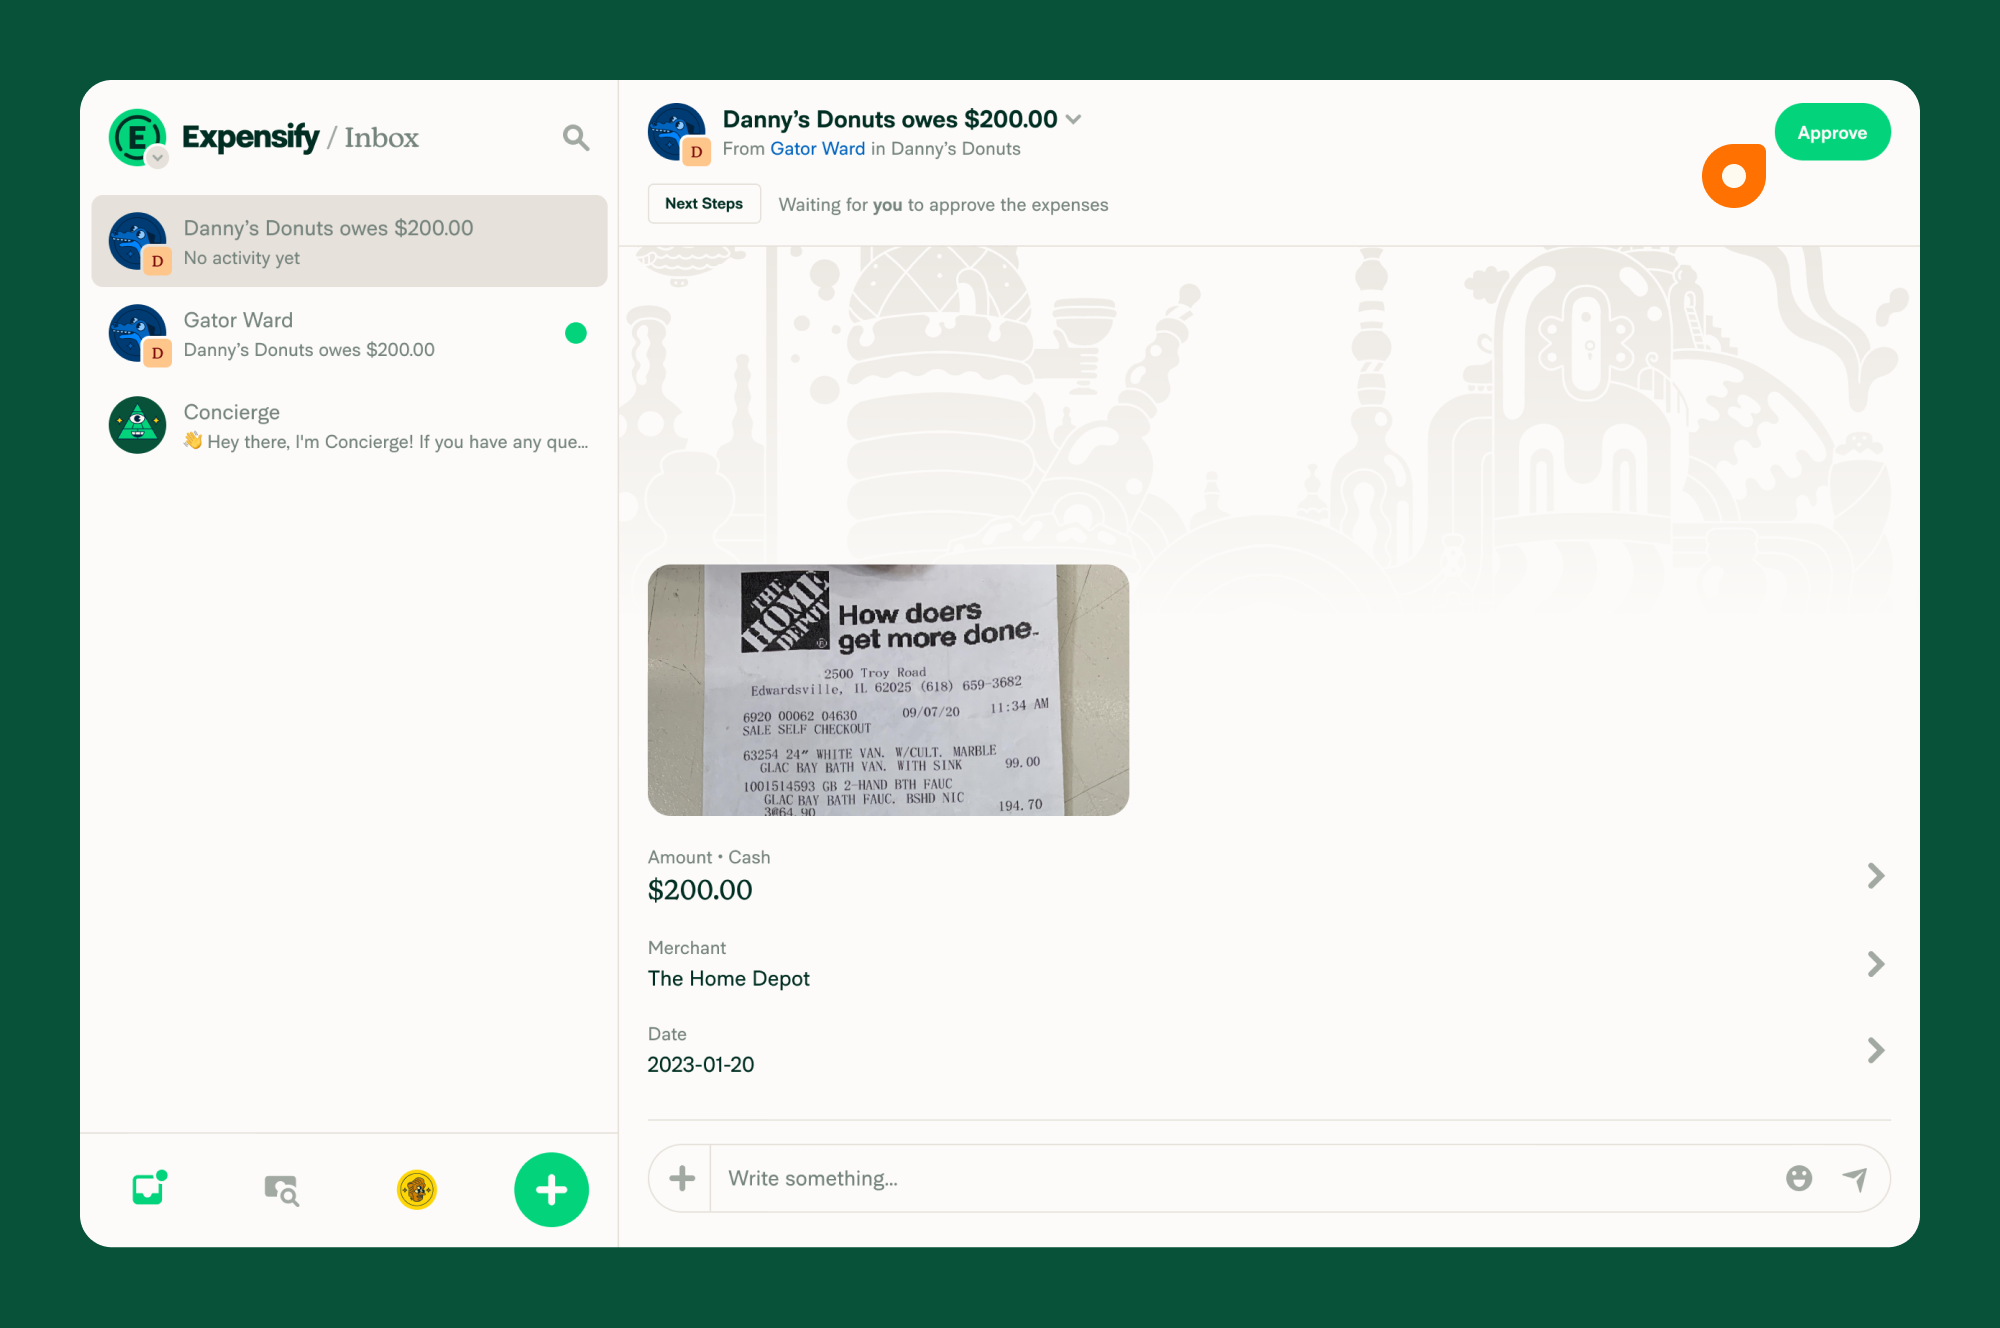 Expensify / Inbox
Danny's Donuts owes $200.00
D
No activity yet
Gator Ward
D
Danny's Donuts owes $200.00
Concierge
👋 Hey there, I'm Concierge! If you have any que...
Danny's Donuts owes $200.00
D
From Gator Ward in Danny's Donuts
Approve
Next Steps
Waiting for you to approve the expenses
THE HOME DEPOT
How doers
get more done.
2500 Troy Road
Edwardsville, IL 62025 (618) 659-3682
6920 00062 04630 09/07/20 11:34 AM
SALE SELF CHECKOUT
63254 24" WHITE VAN. W/CULT. MARBLE
GLAC BAY BATH VAN. WITH SINK 99.00
1001514593 GB 2-HAND BTH FAUC
GLAC BAY BATH FAUC. BSHD NIC
3@64.90 194.70
Amount • Cash
$200.00
Merchant
The Home Depot
Date
2023-01-20
Write something...